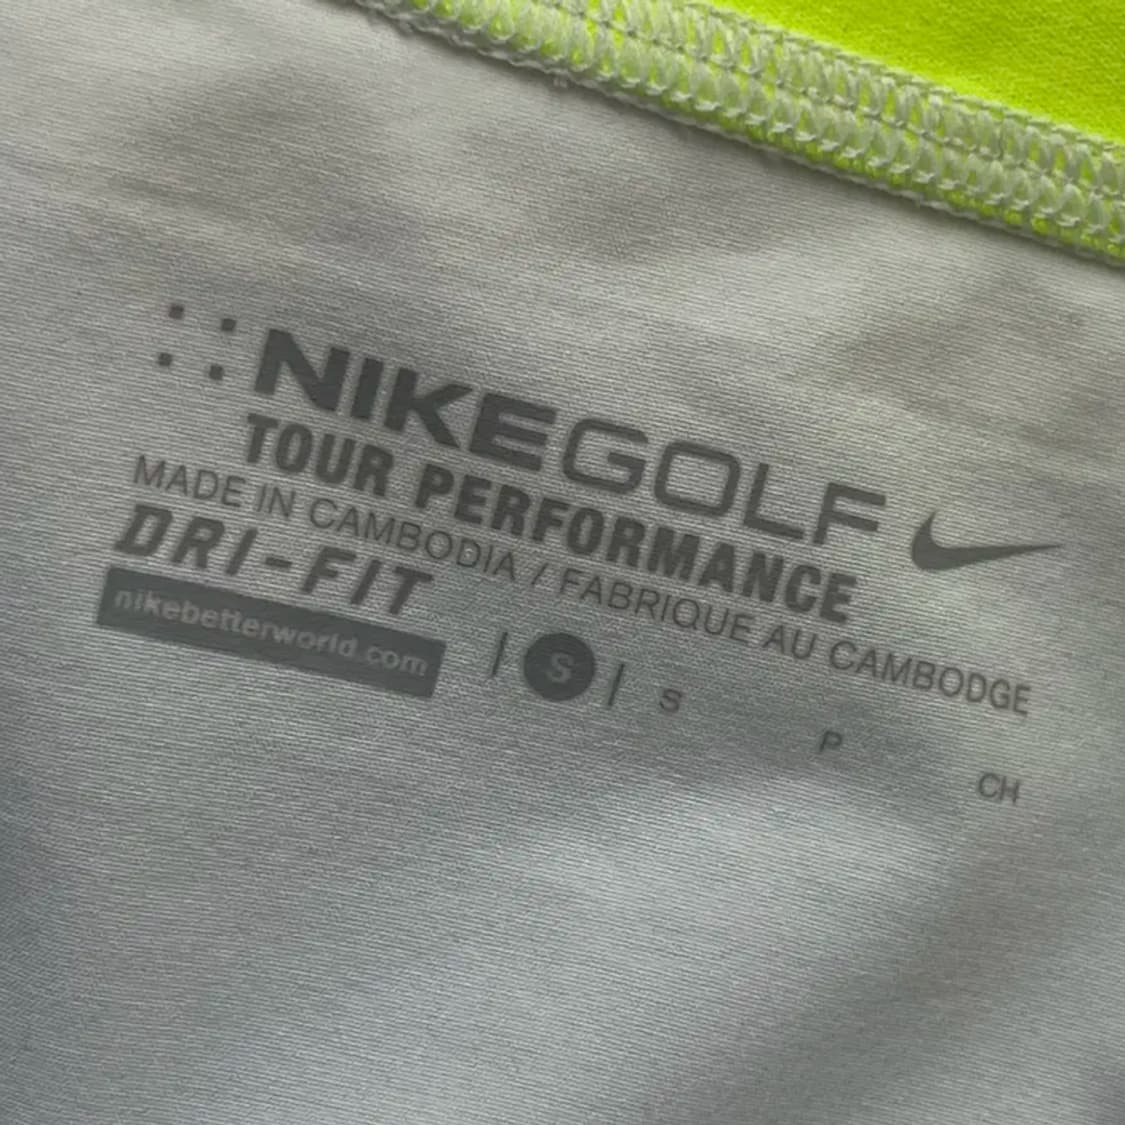 NIKEGOLF
TOUR PERFORMANCE
MADE IN CAMBODIA / FABRIQUE AU CAMBODGE
DRI-FIT
nikebetterworld.com | S | S P CH